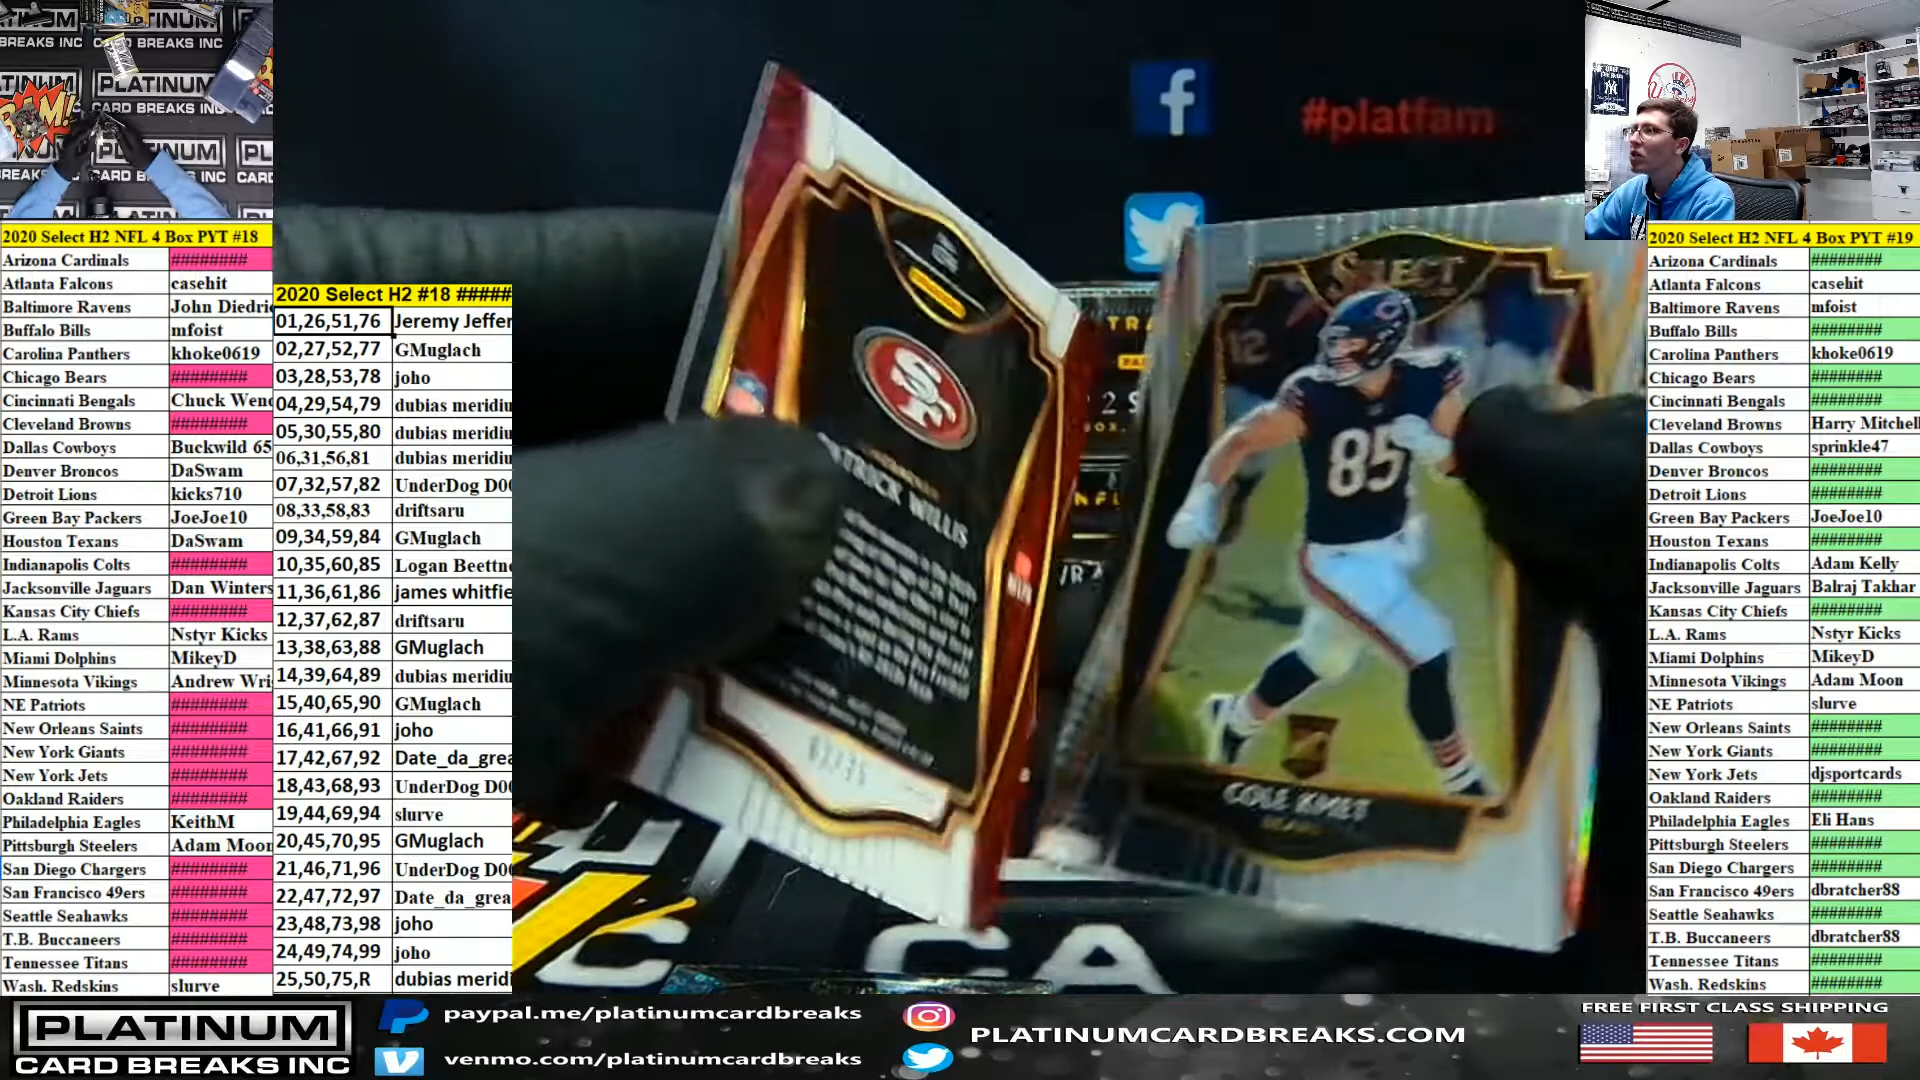 PLATINUM
CARD BREAKS INC
2020 Select H2 NFL 4 Box PYT #18
Arizona Cardinals ########
Atlanta Falcons casehit
Baltimore Ravens John Diedri
Buffalo Bills mfoist
Carolina Panthers khoke0619
Chicago Bears ########
Cincinnati Bengals Chuck Wen
Cleveland Browns ########
Dallas Cowboys Buckwild 65
Denver Broncos DaSwam
Detroit Lions kicks710
Green Bay Packers JoeJoe10
Houston Texans DaSwam
Indianapolis Colts ########
Jacksonville Jaguars Dan Winters
Kansas City Chiefs ########
L.A. Rams Nstyr Kicks
Miami Dolphins MikeyD
Minnesota Vikings Andrew Wri
NE Patriots ########
New Orleans Saints ########
New York Giants ########
New York Jets ########
Oakland Raiders ########
Philadelphia Eagles KeithM
Pittsburgh Steelers Adam Moon
San Diego Chargers ########
San Francisco 49ers ########
Seattle Seahawks ########
T.B. Buccaneers ########
Tennessee Titans ########
Wash. Redskins slurve
2020 Select H2 #18 #####
01,26,51,76 Jeremy Jeffer
02,27,52,77 GMuglach
03,28,53,78 joho
04,29,54,79 dubias meridiu
05,30,55,80 dubias meridiu
06,31,56,81 dubias meridiu
07,32,57,82 UnderDog D00
08,33,58,83 driftsaru
09,34,59,84 GMuglach
10,35,60,85 Logan Beettn
11,36,61,86 james whitfie
12,37,62,87 driftsaru
13,38,63,88 GMuglach
14,39,64,89 dubias meridiu
15,40,65,90 GMuglach
16,41,66,91 joho
17,42,67,92 Date_da_grea
18,43,68,93 UnderDog D00
19,44,69,94 slurve
20,45,70,95 GMuglach
21,46,71,96 UnderDog D00
22,47,72,97 Date_da_grea
23,48,73,98 joho
24,49,74,99 joho
25,50,75,R dubias meridi
#platfam
SELECT
12
85
COLE KMET
SF
WILLIS
C CA
2020 Select H2 NFL 4 Box PYT #19
Arizona Cardinals ########
Atlanta Falcons casehit
Baltimore Ravens mfoist
Buffalo Bills ########
Carolina Panthers khoke0619
Chicago Bears ########
Cincinnati Bengals ########
Cleveland Browns Harry Mitchel
Dallas Cowboys sprinkle47
Denver Broncos ########
Detroit Lions ########
Green Bay Packers JoeJoe10
Houston Texans ########
Indianapolis Colts Adam Kelly
Jacksonville Jaguars Balraj Takhar
Kansas City Chiefs ########
L.A. Rams Nstyr Kicks
Miami Dolphins MikeyD
Minnesota Vikings Adam Moon
NE Patriots slurve
New Orleans Saints ########
New York Giants ########
New York Jets djsportcards
Oakland Raiders ########
Philadelphia Eagles Eli Hans
Pittsburgh Steelers ########
San Diego Chargers ########
San Francisco 49ers dbratcher88
Seattle Seahawks ########
T.B. Buccaneers dbratcher88
Tennessee Titans ########
Wash. Redskins ########
PLATINUM
CARD BREAKS INC
paypal.me/platinumcardbreaks
venmo.com/platinumcardbreaks
PLATINUMCARDBREAKS.COM
FREE FIRST CLASS SHIPPING